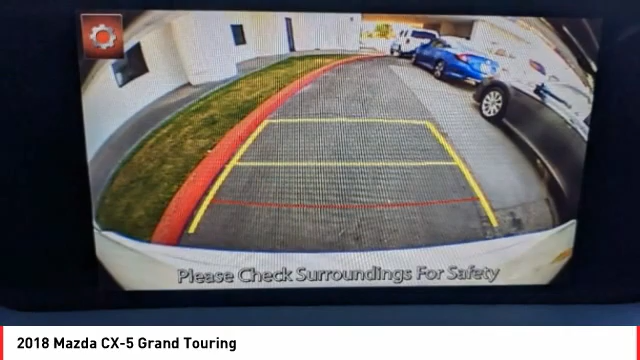 Please Check Surroundings For Safety
2018 Mazda CX-5 Grand Touring